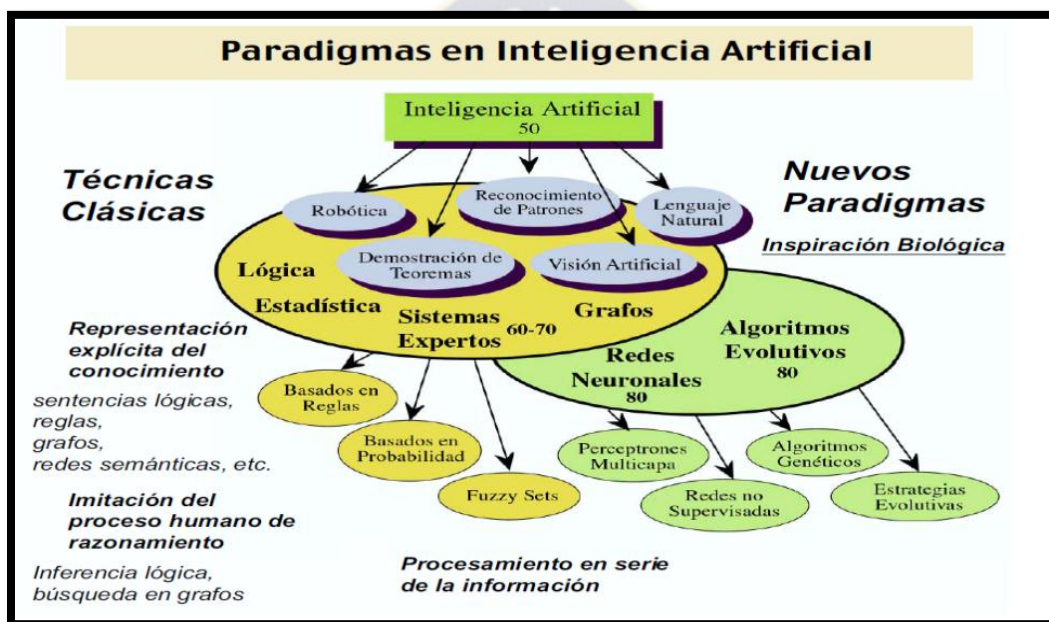 Paradigmas en Inteligencia Artificial
Inteligencia Artificial
50
Técnicas
Clásicas
Nuevos
Paradigmas
Inspiración Biológica
Robótica
Reconocimiento
de Patrones
Lenguaje
Natural
Demostración de
Teoremas
Visión Artificial
Lógica
Estadística
Sistemas
Expertos
60-70
Grafos
Redes
Neuronales
80
Algoritmos
Evolutivos
80
Representación
explícita del
conocimiento
sentencias lógicas,
reglas,
grafos,
redes semánticas, etc.
Imitación del
proceso humano de
razonamiento
Inferencia lógica,
búsqueda en grafos
Basados en
Reglas
Basados en
Probabilidad
Fuzzy Sets
Perceptrones
Multicapa
Redes no
Supervisadas
Algoritmos
Genéticos
Estrategias
Evolutivas
Procesamiento en serie
de la información